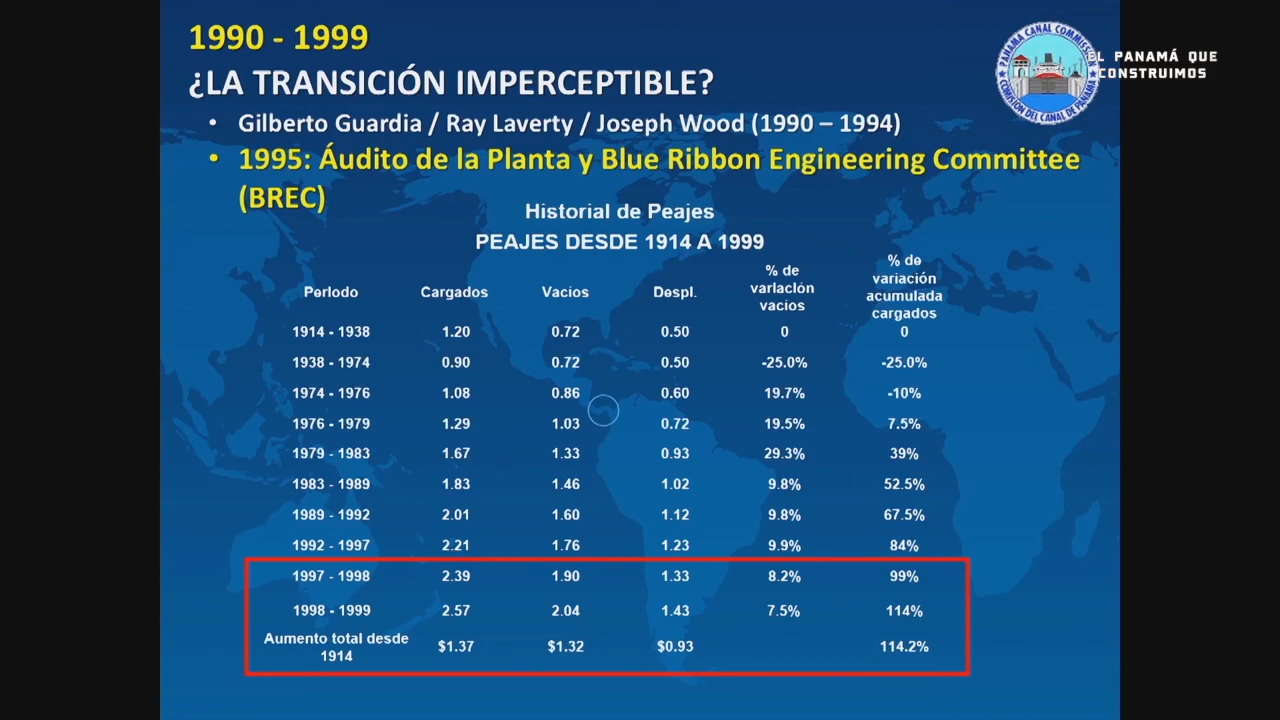 1990 - 1999
¿LA TRANSICIÓN IMPERCEPTIBLE?
PANAMA CANAL COMMISSION
COMISION DEL CANAL DE PANAMA
L PANAMÁ QUE
CONSTRUIMOS
• Gilberto Guardia / Ray Laverty / Joseph Wood (1990 – 1994)
• 1995: Áudito de la Planta y Blue Ribbon Engineering Committee
(BREC)
Historial de Peajes
PEAJES DESDE 1914 A 1999
Periodo Cargados Vacios Despl. % de variación vacios % de variación acumulada cargados
1914 - 1938 1.20 0.72 0.50 0 0
1938 - 1974 0.90 0.72 0.50 -25.0% -25.0%
1974 - 1976 1.08 0.86 0.60 19.7% -10%
1976 - 1979 1.29 1.03 0.72 19.5% 7.5%
1979 - 1983 1.67 1.33 0.93 29.3% 39%
1983 - 1989 1.83 1.46 1.02 9.8% 52.5%
1989 - 1992 2.01 1.60 1.12 9.8% 67.5%
1992 - 1997 2.21 1.76 1.23 9.9% 84%
1997 - 1998 2.39 1.90 1.33 8.2% 99%
1998 - 1999 2.57 2.04 1.43 7.5% 114%
Aumento total desde 1914 $1.37 $1.32 $0.93 114.2%